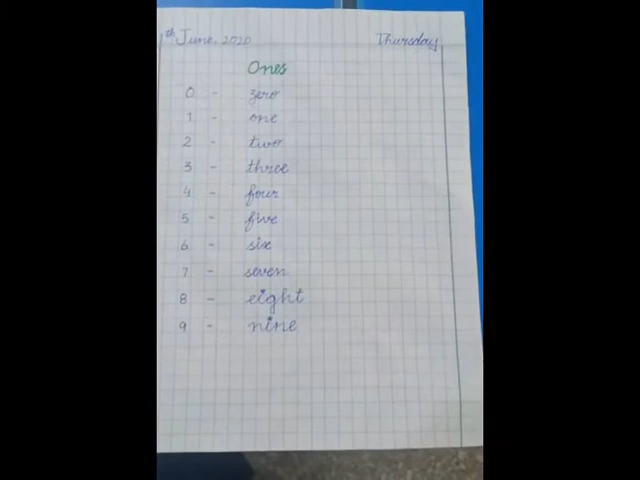 th June, 2020 Thursday
Ones
0 - zero
1 - one
2 - two
3 - three
4 - four
5 - five
6 - six
7 - seven
8 - eight
9 - nine